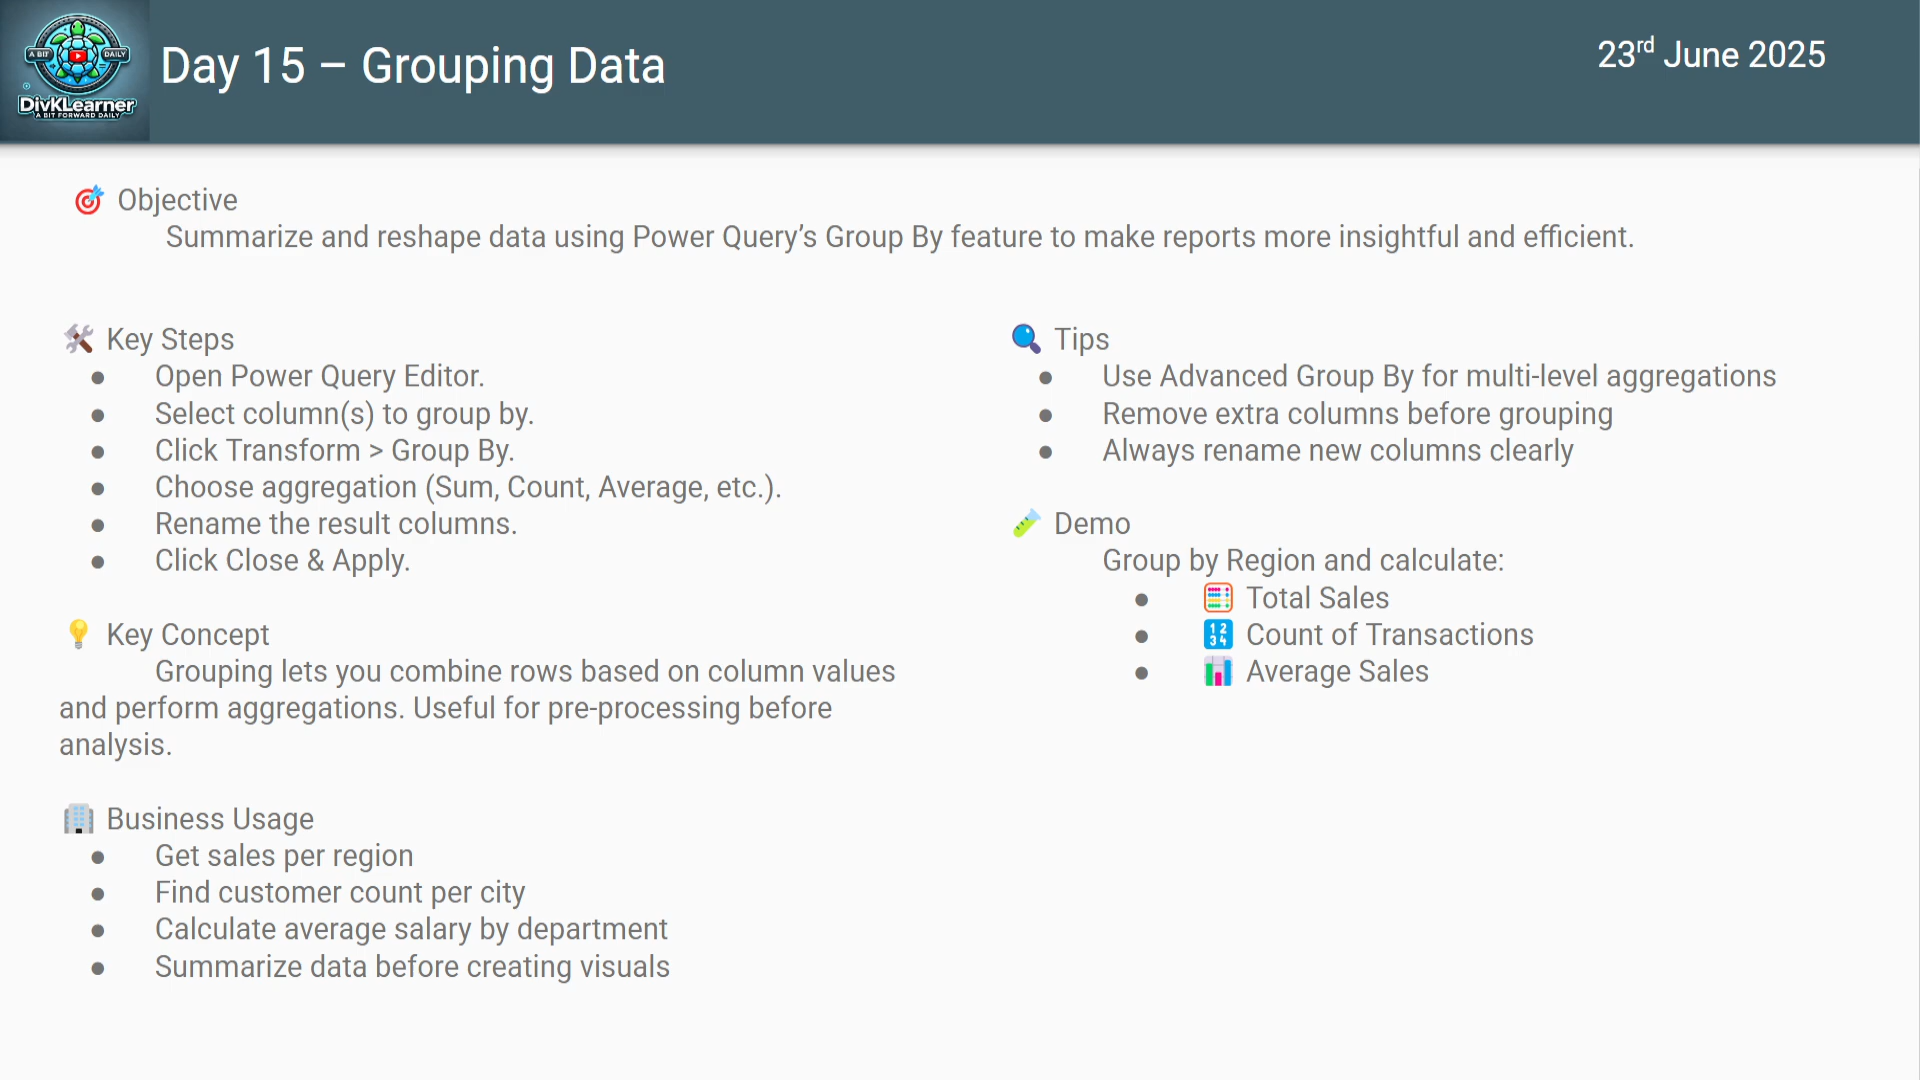 A BIT DAILY
DivKLearner
A BIT FORWARD DAILY
Day 15 – Grouping Data
23rd June 2025
🎯 Objective
Summarize and reshape data using Power Query’s Group By feature to make reports more insightful and efficient.
🛠 Key Steps
● Open Power Query Editor.
● Select column(s) to group by.
● Click Transform > Group By.
● Choose aggregation (Sum, Count, Average, etc.).
● Rename the result columns.
● Click Close & Apply.
💡 Key Concept
Grouping lets you combine rows based on column values
and perform aggregations. Useful for pre-processing before
analysis.
🏢 Business Usage
● Get sales per region
● Find customer count per city
● Calculate average salary by department
● Summarize data before creating visuals
🔍 Tips
● Use Advanced Group By for multi-level aggregations
● Remove extra columns before grouping
● Always rename new columns clearly
🧪 Demo
Group by Region and calculate:
● 🧮 Total Sales
● 🔢 Count of Transactions
● 📊 Average Sales